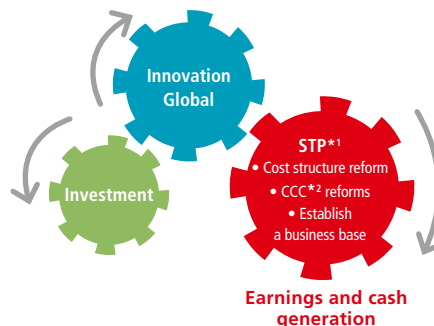 Innovation
Global
Investment
STP*1
• Cost structure reform
• CCC*2 reforms
• Establish
a business base
Earnings and cash
generation